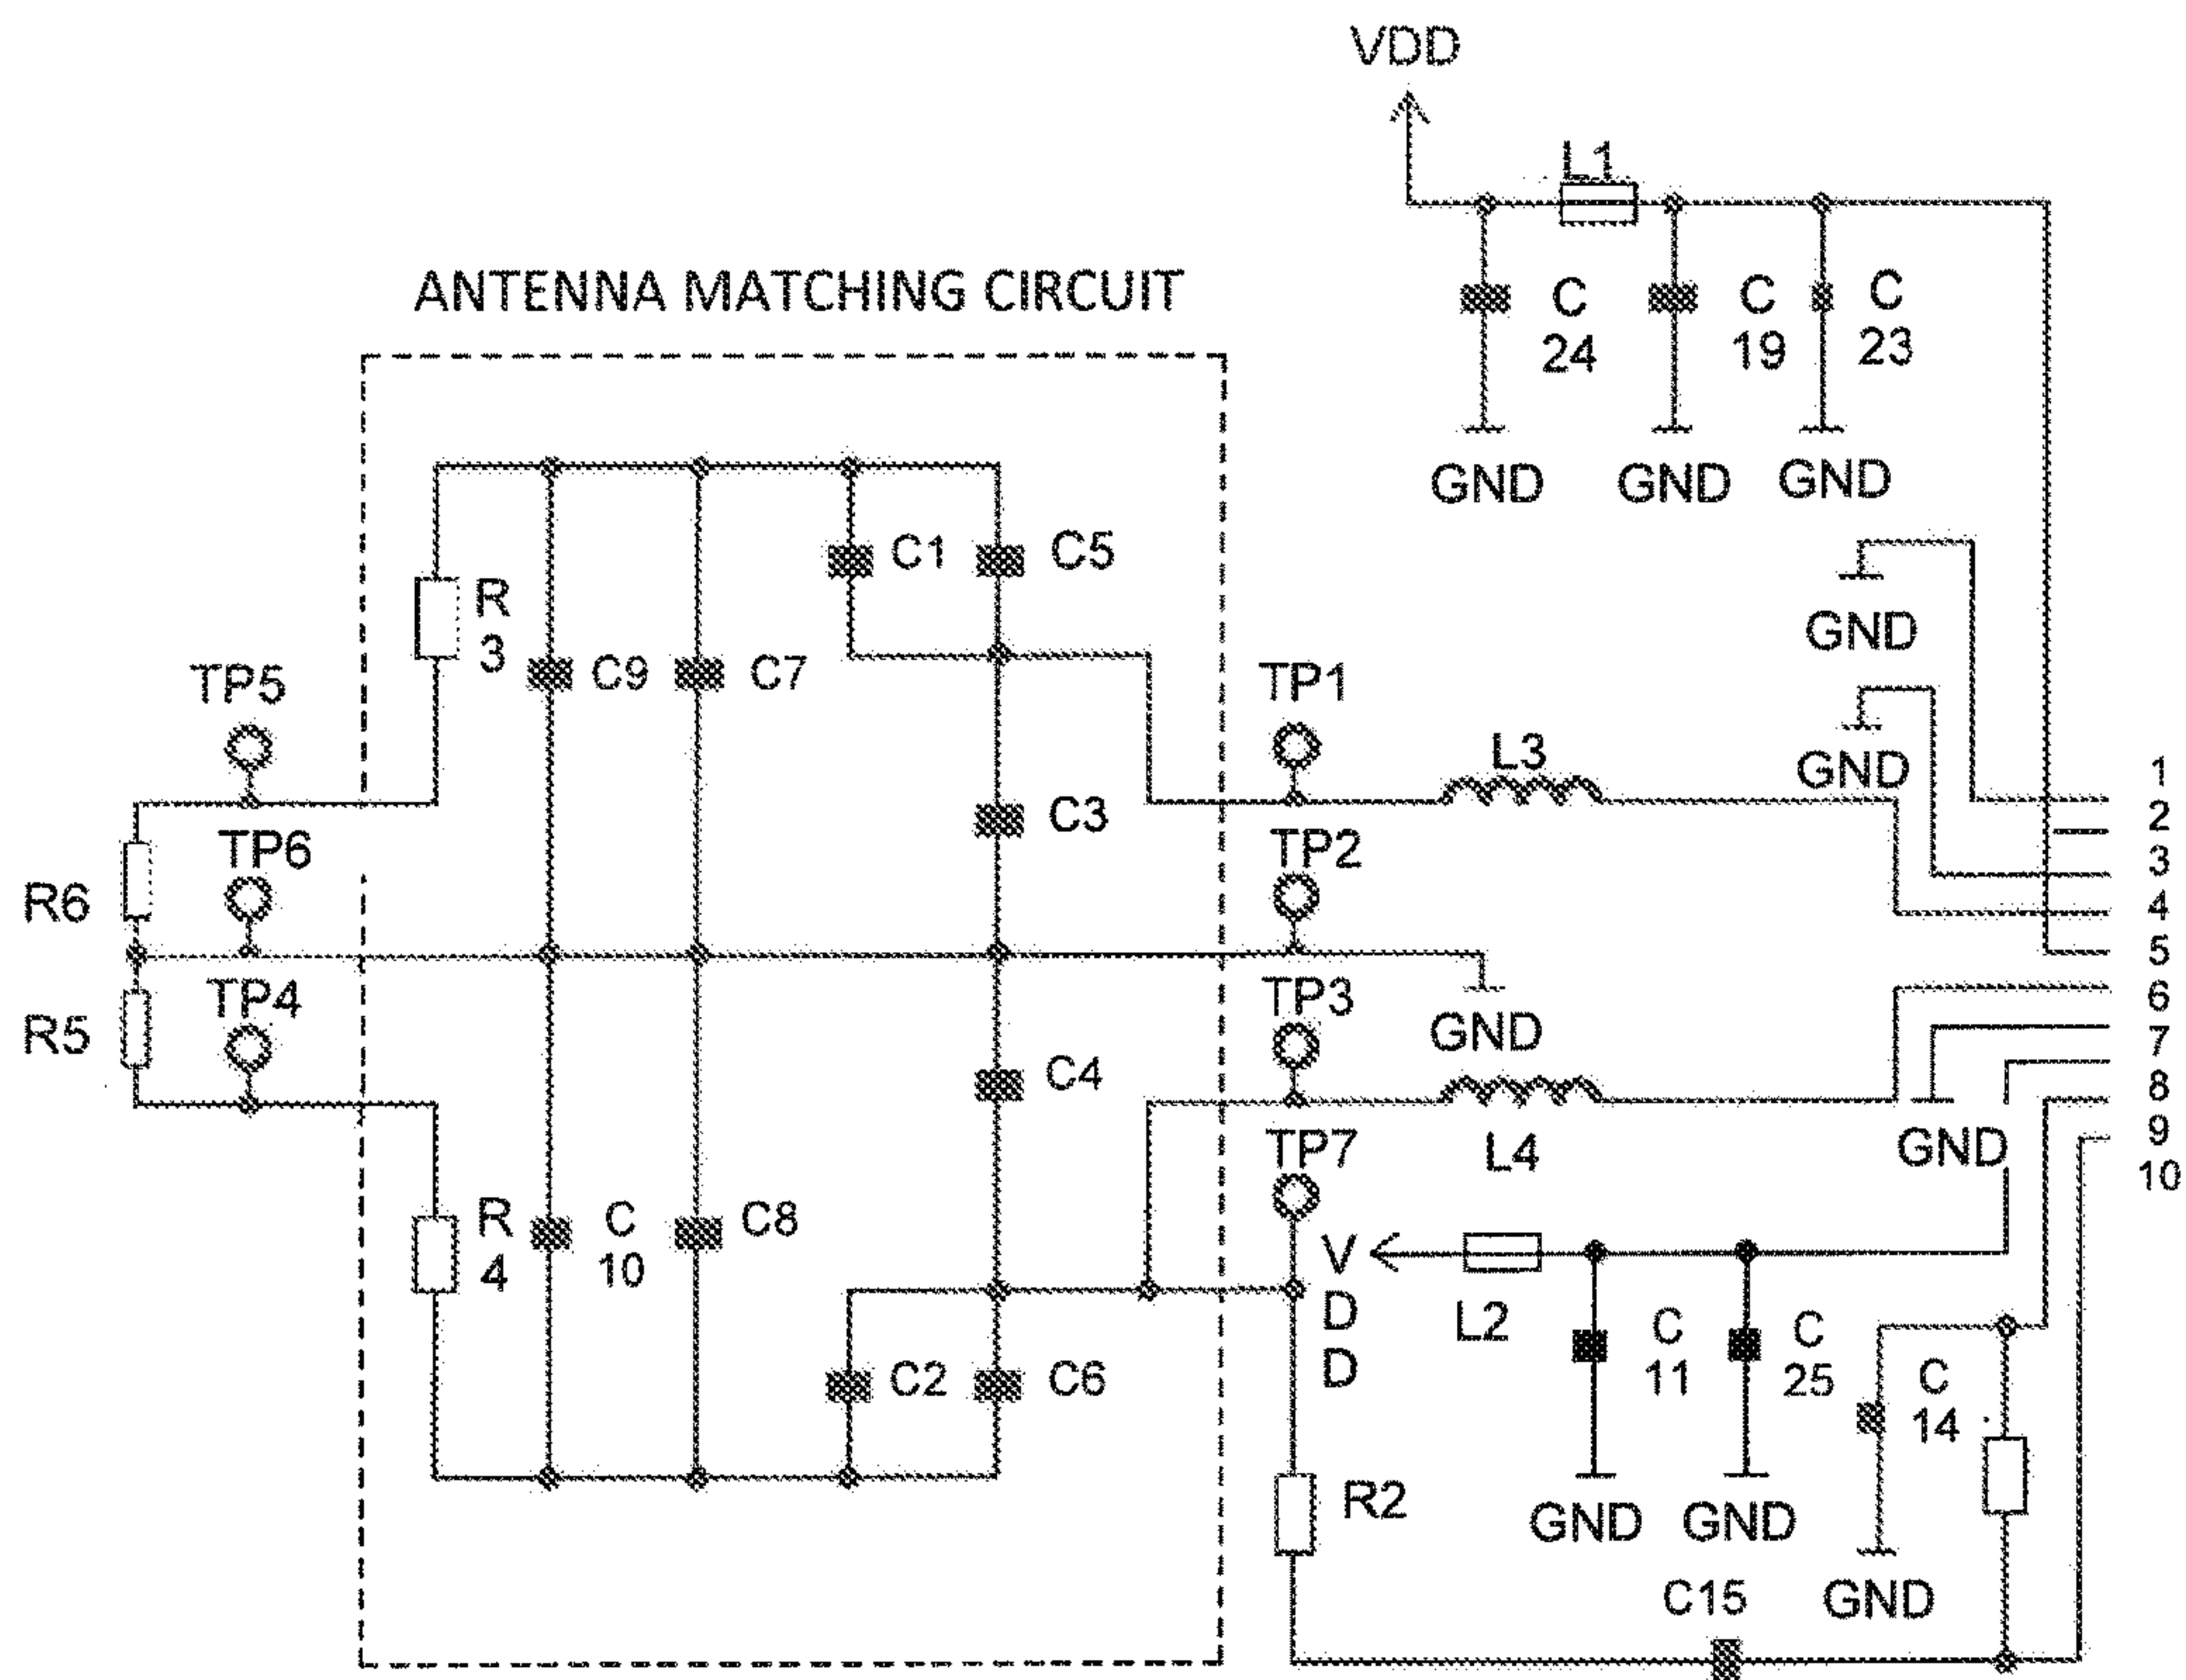 VDD
L1
C
24
C
19
C
23
GND
GND
GND
ANTENNA MATCHING CIRCUIT
C1
C5
R
3
C9
C7
GND
TP5
TP1
L3
GND
C3
TP6
TP2
R6
TP4
TP3
R5
GND
C4
1
2
3
4
5
6
7
8
9
10
TP7
L4
GND
R
4
C
10
C8
V
D
D
L2
C
11
C
25
C2
C6
C
14
R2
GND
GND
C15
GND